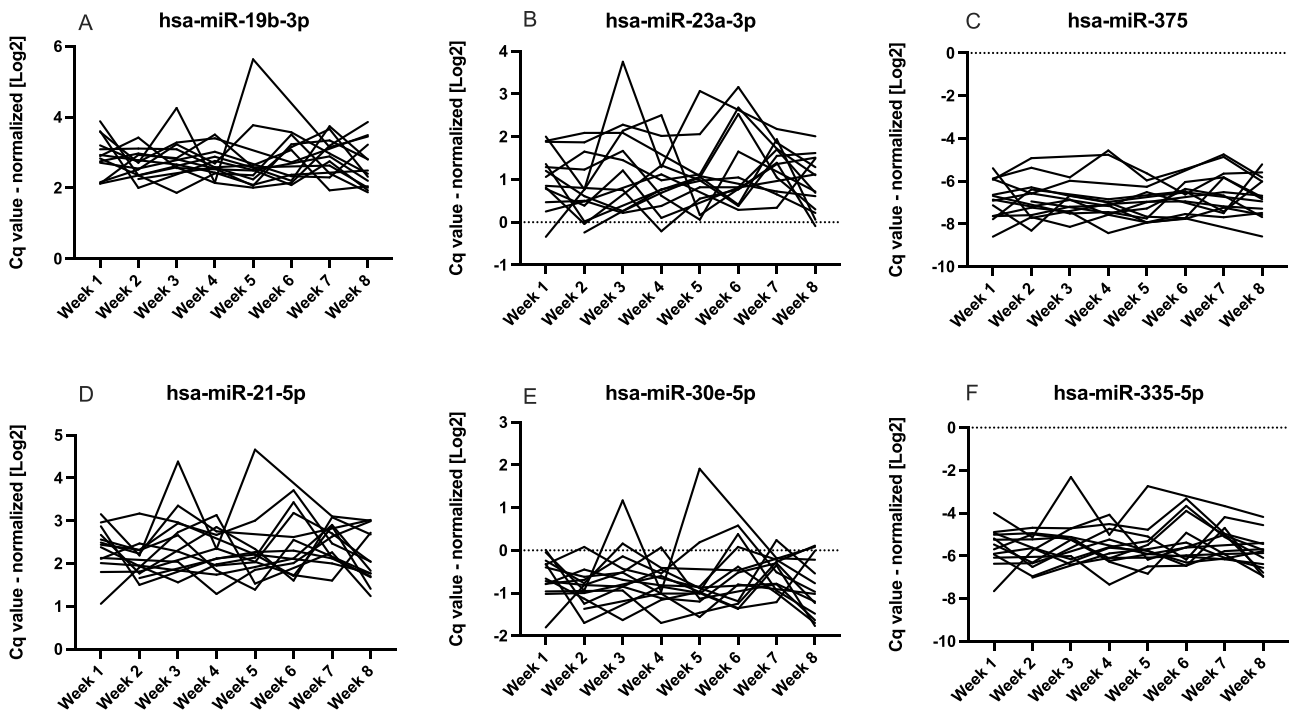 A hsa-miR-19b-3p
Cq value - normalized [Log2]
6
4
2
0
Week 1 Week 2 Week 3 Week 4 Week 5 Week 6 Week 7 Week 8
B hsa-miR-23a-3p
Cq value - normalized [Log2]
4
3
2
1
0
-1
Week 1 Week 2 Week 3 Week 4 Week 5 Week 6 Week 7 Week 8
C hsa-miR-375
Cq value - normalized [Log2]
0
-2
-4
-6
-8
-10
Week 1 Week 2 Week 3 Week 4 Week 5 Week 6 Week 7 Week 8
D hsa-miR-21-5p
Cq value - normalized [Log2]
5
4
3
2
1
0
Week 1 Week 2 Week 3 Week 4 Week 5 Week 6 Week 7 Week 8
E hsa-miR-30e-5p
Cq value - normalized [Log2]
3
2
1
0
-1
-2
Week 1 Week 2 Week 3 Week 4 Week 5 Week 6 Week 7 Week 8
F hsa-miR-335-5p
Cq value - normalized [Log2]
0
-2
-4
-6
-8
-10
Week 1 Week 2 Week 3 Week 4 Week 5 Week 6 Week 7 Week 8